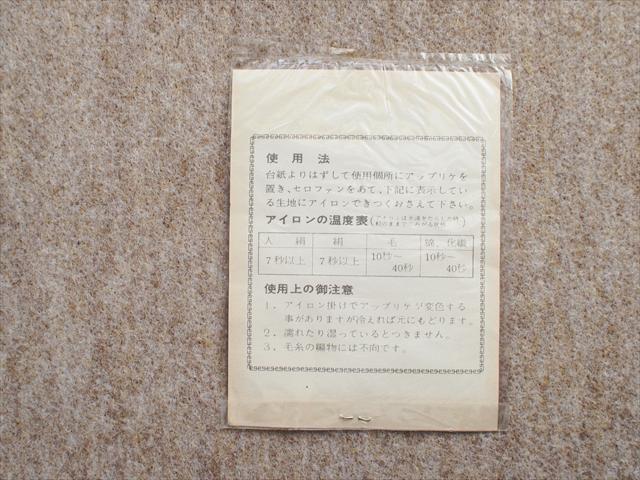 使用法
台紙よりはずして使用個所にアップリケを
置き、セロファンをあて、下記に表示してい
る生地にアイロンできつくおさえて下さい。
アイロンの温度表
人絹 絹 毛 綿、化繊
7秒以上 7秒以上 10秒〜40秒 10秒〜40秒
使用上の御注意
1. アイロン掛けでアップリケが変色する
事がありますが冷えれば元にもどります。
2. 濡れたり湿っているとつきません。
3. 毛糸の編物には不向です。